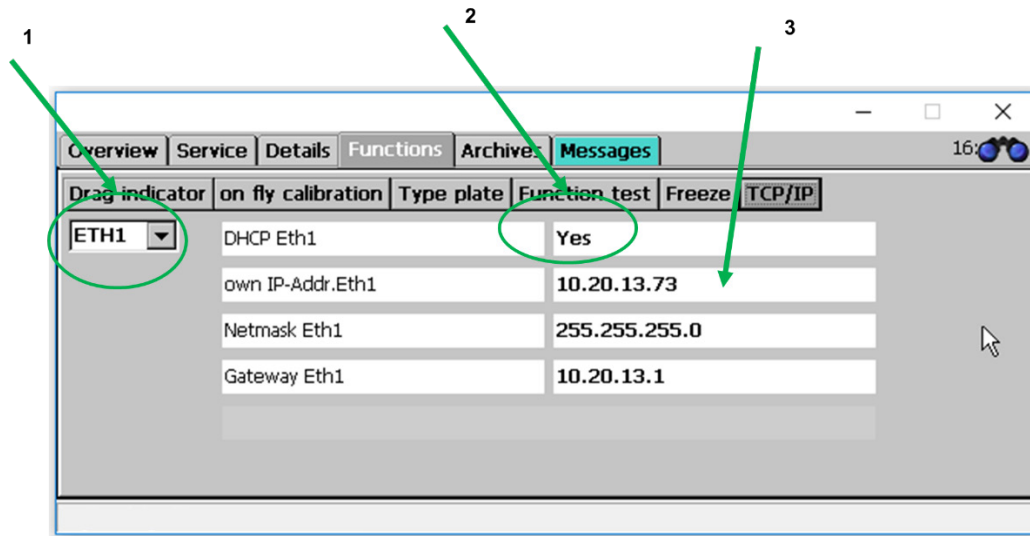 1
2
3
Overview Service Details Functions Archives Messages 16:
Drag indicator on fly calibration Type plate Function test Freeze TCP/IP
ETH1 DHCP Eth1 Yes
own IP-Addr.Eth1 10.20.13.73
Netmask Eth1 255.255.255.0
Gateway Eth1 10.20.13.1